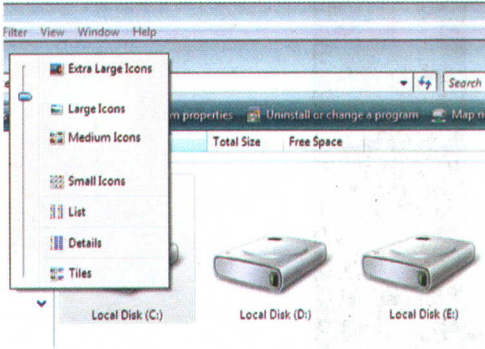 Filter View Window Help
Extra Large Icons
Search
Large Icons
m properties Uninstall or change a program Map n
Medium Icons
Total Size Free Space
Small Icons
List
Details
Tiles
Local Disk (C:) Local Disk (D:) Local Disk (E:)